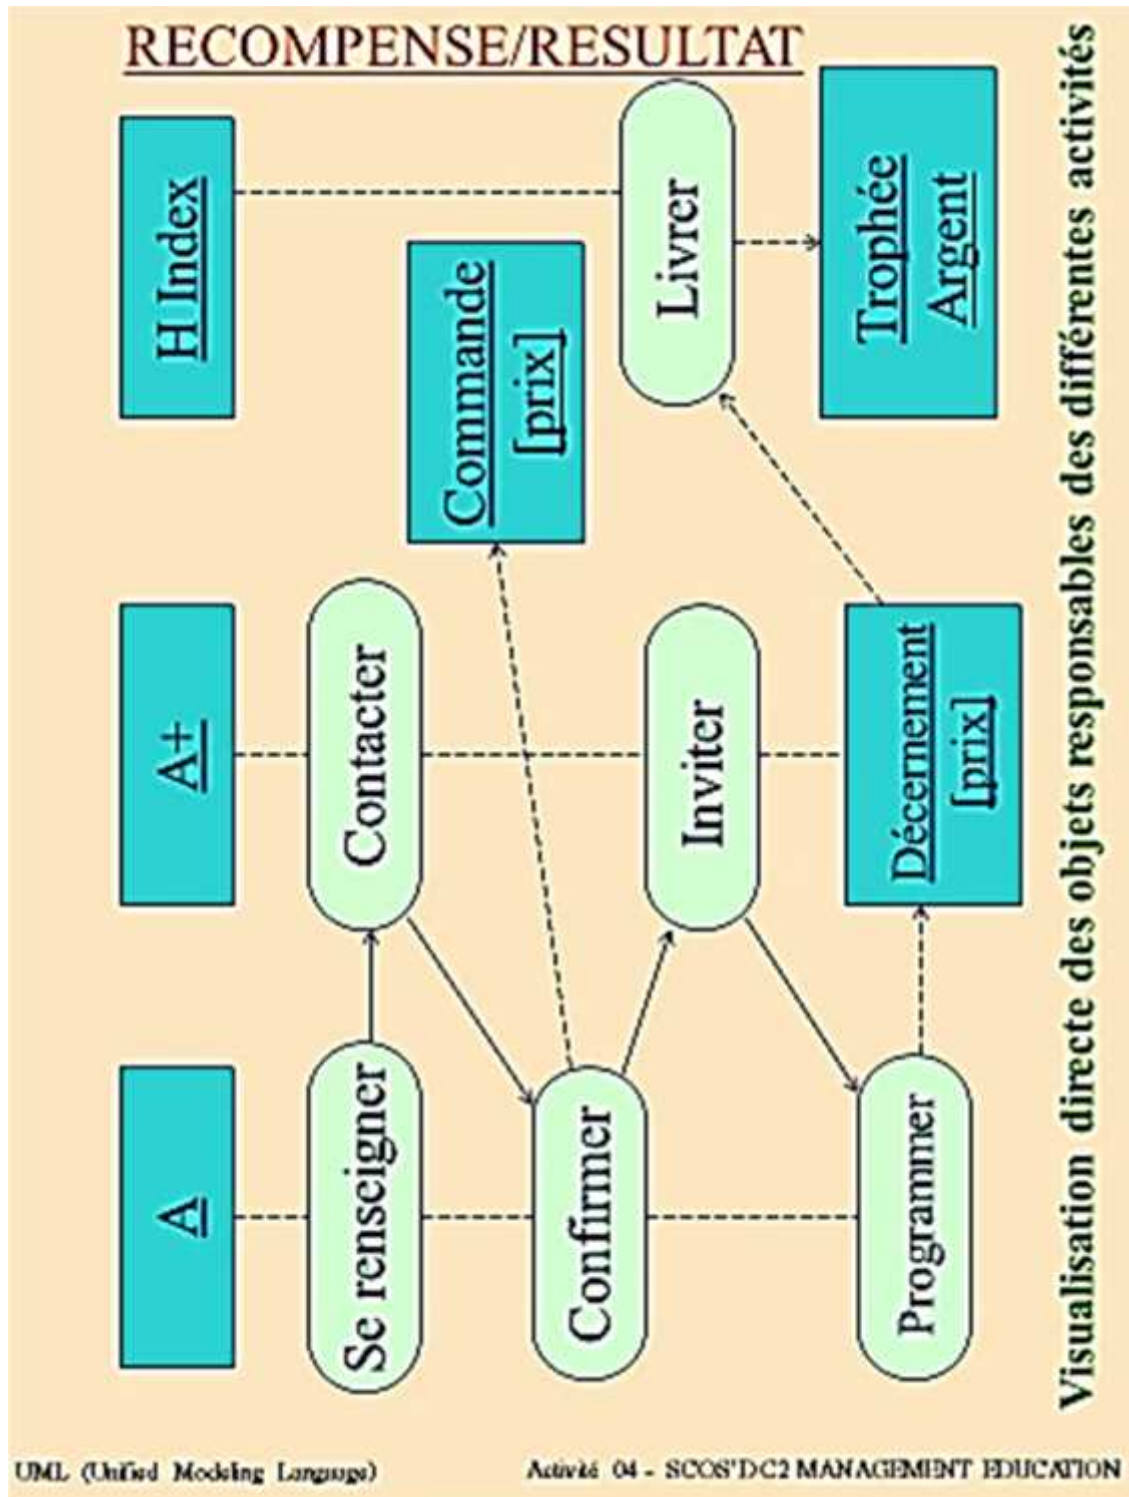 RECOMPENSE/RESULTAT
A
A+
H Index
Se renseigner
Contacter
Commande
[prix]
Confirmer
Inviter
Livrer
Programmer
Décernement
[prix]
Trophée
Argent
Visualisation directe des objets responsables des différentes activités
UML (Unified Modeling Language)
Activité 04 - SCOS'DC2 MANAGEMENT EDUCATION